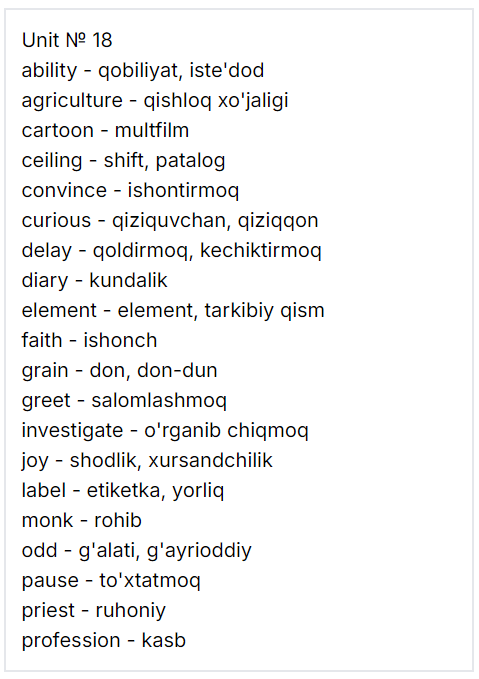 Unit № 18
ability - qobiliyat, iste'dod
agriculture - qishloq xo'jaligi
cartoon - multfilm
ceiling - shift, patalog
convince - ishontirmoq
curious - qiziquvchan, qiziqqon
delay - qoldirmoq, kechiktirmoq
diary - kundalik
element - element, tarkibiy qism
faith - ishonch
grain - don, don-dun
greet - salomlashmoq
investigate - o'rganib chiqmoq
joy - shodlik, xursandchilik
label - etiketka, yorliq
monk - rohib
odd - g'alati, g'ayrioddiy
pause - to'xtatmoq
priest - ruhoniy
profession - kasb